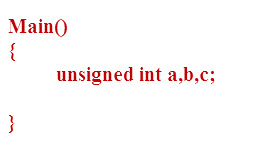 Main()
{
unsigned int a,b,c;
}